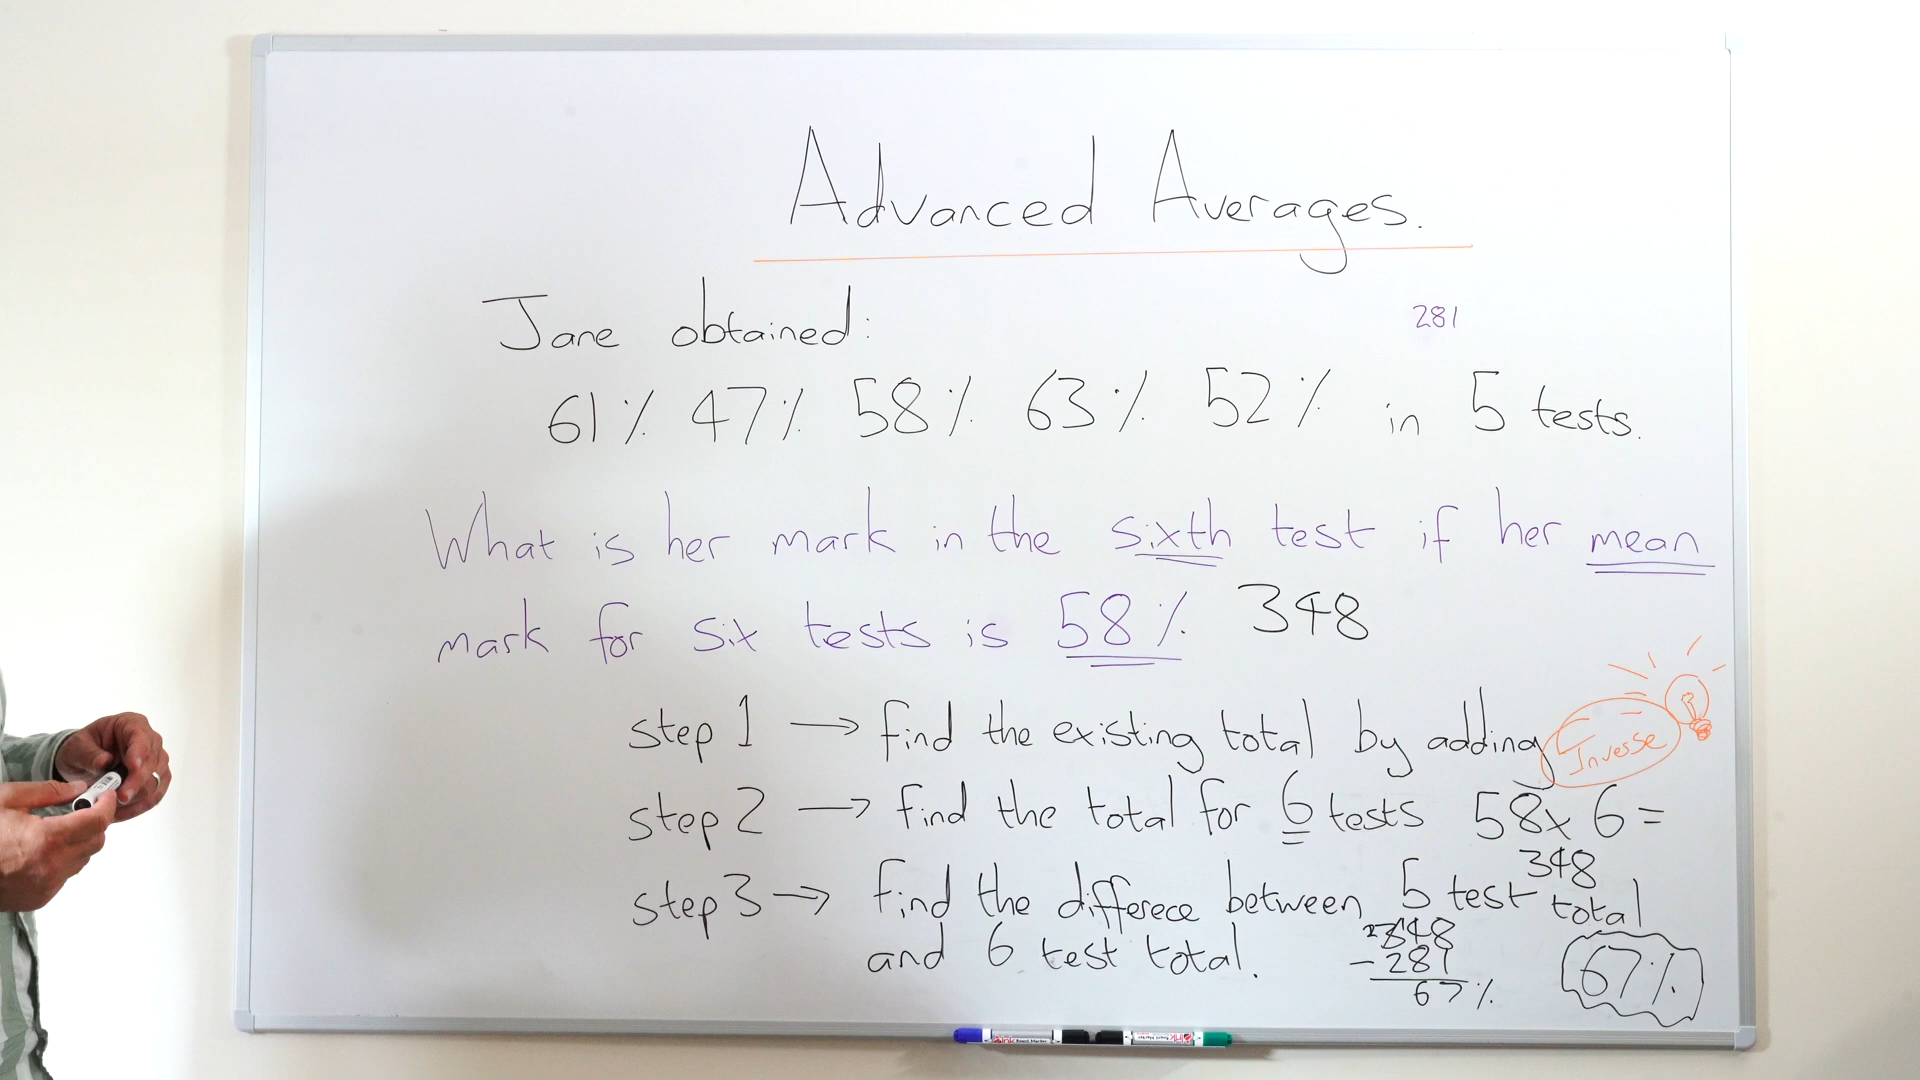 Advanced Averages.
Jane obtained:
281
61% 47% 58% 63% 52% in 5 tests.
What is her mark in the sixth test if her mean
mark for six tests is 58% 348
step 1 → find the existing total by adding
Inverse
step 2 → find the total for 6 tests 58x 6 =
348
step 3 → find the differece between 5 test total
and 6 test total.
348
- 281
67%
67%